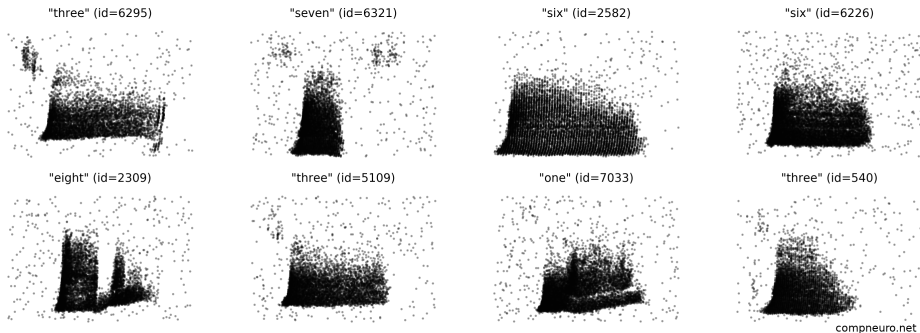 "three" (id=6295)
"seven" (id=6321)
"six" (id=2582)
"six" (id=6226)
"eight" (id=2309)
"three" (id=5109)
"one" (id=7033)
"three" (id=540)
compneuro.net